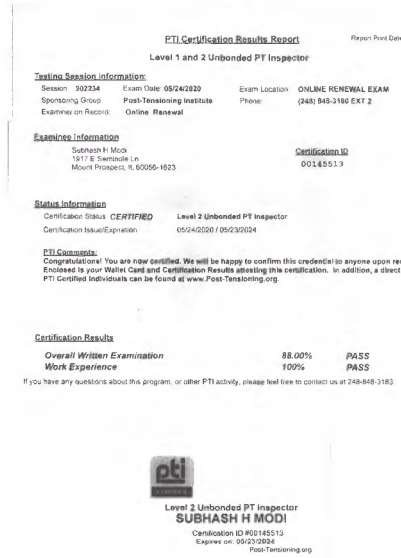 PTI Certification Results Report
Report Print Date
Level 1 and 2 Unbonded PT Inspector
Testing Session Information:
Session 202234 Exam Date: 05/24/2020 Exam Location: ONLINE RENEWAL EXAM
Sponsoring Group Post-Tensioning Institute Phone: (248) 848-3180 EXT 2
Examiner on Record: Online Renewal
Examinee Information
Subhash H Modi
1917 E Seminole Ln
Mount Prospect, IL 60056-1623
Certification ID
00145513
Status Information
Certification Status CERTIFIED Level 2 Unbonded PT Inspector
Certification Issue/Expiration 05/24/2020 / 05/23/2024
PTI Comments:
Congratulations! You are now certified. We will be happy to confirm this credential to anyone upon re
Enclosed is your Wallet Card and Certification Results attesting this certification. In addition, a direct
PTI Certified individuals can be found at www.Post-Tensioning.org.
Certification Results
Overall Written Examination 88.00% PASS
Work Experience 100% PASS
If you have any questions about this program, or other PTI activity, please feel free to contact us at 248-848-3183.
pti
Level 2 Unbonded PT Inspector
SUBHASH H MODI
Certification ID #00145513
Expires on: 05/23/2024
Post-Tensioning.org